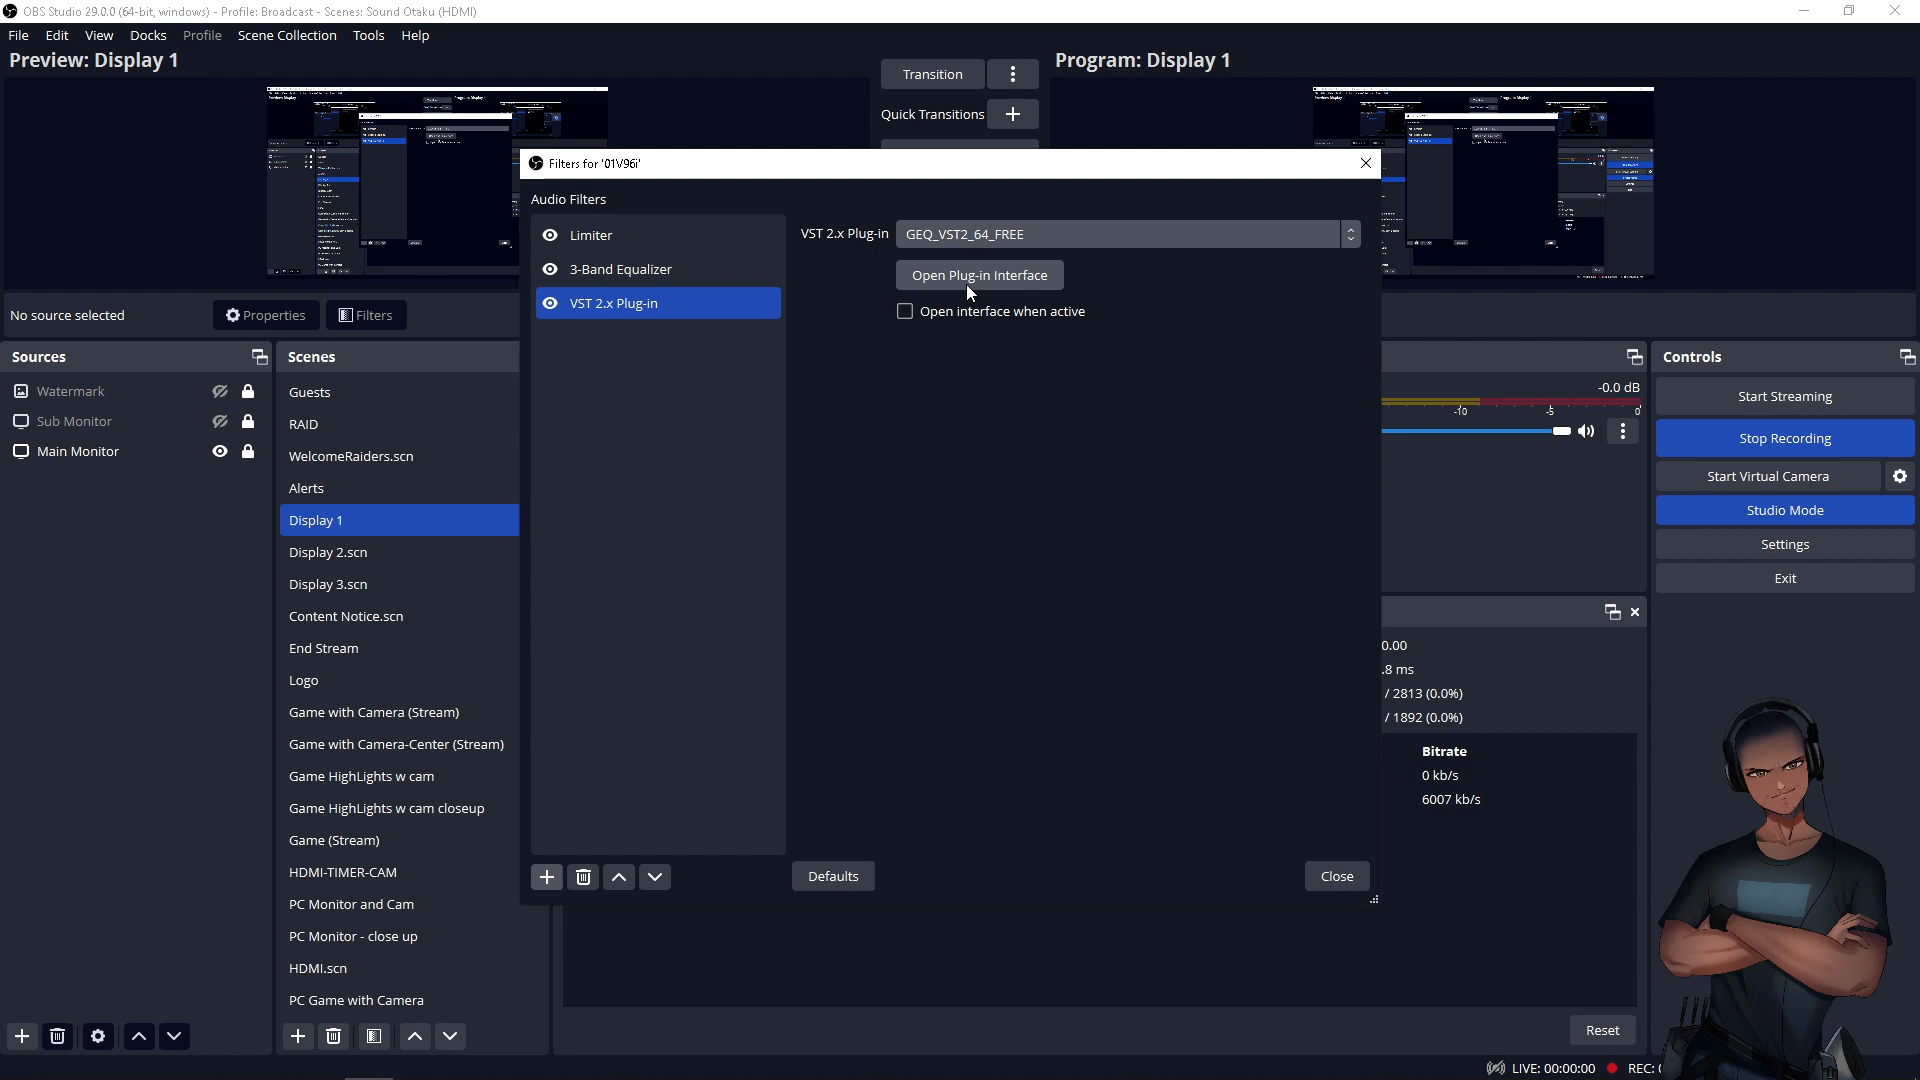 OBS Studio 29.0.0 (64-bit, windows) - Profile: Broadcast - Scenes: Sound Otaku (HDMI)
File Edit View Docks Profile Scene Collection Tools Help
Preview: Display 1
Transition
Program: Display 1
Quick Transitions
Filters for '01V96i'
Audio Filters
Limiter
3-Band Equalizer
VST 2.x Plug-in
VST 2.x Plug-in GEQ_VST2_64_FREE
Open Plug-in Interface
Open interface when active
Defaults
Close
No source selected
Properties
Filters
Sources
Watermark
Sub Monitor
Main Monitor
Scenes
Guests
RAID
WelcomeRaiders.scn
Alerts
Display 1
Display 2.scn
Display 3.scn
Content Notice.scn
End Stream
Logo
Game with Camera (Stream)
Game with Camera-Center (Stream)
Game HighLights w cam
Game HighLights w cam closeup
Game (Stream)
HDMI-TIMER-CAM
PC Monitor and Cam
PC Monitor - close up
HDMI.scn
PC Game with Camera
-0.0 dB
-10 -5 0
0.00
.8 ms
/ 2813 (0.0%)
/ 1892 (0.0%)
Bitrate
0 kb/s
6007 kb/s
Reset
Controls
Start Streaming
Stop Recording
Start Virtual Camera
Studio Mode
Settings
Exit
LIVE: 00:00:00
REC: